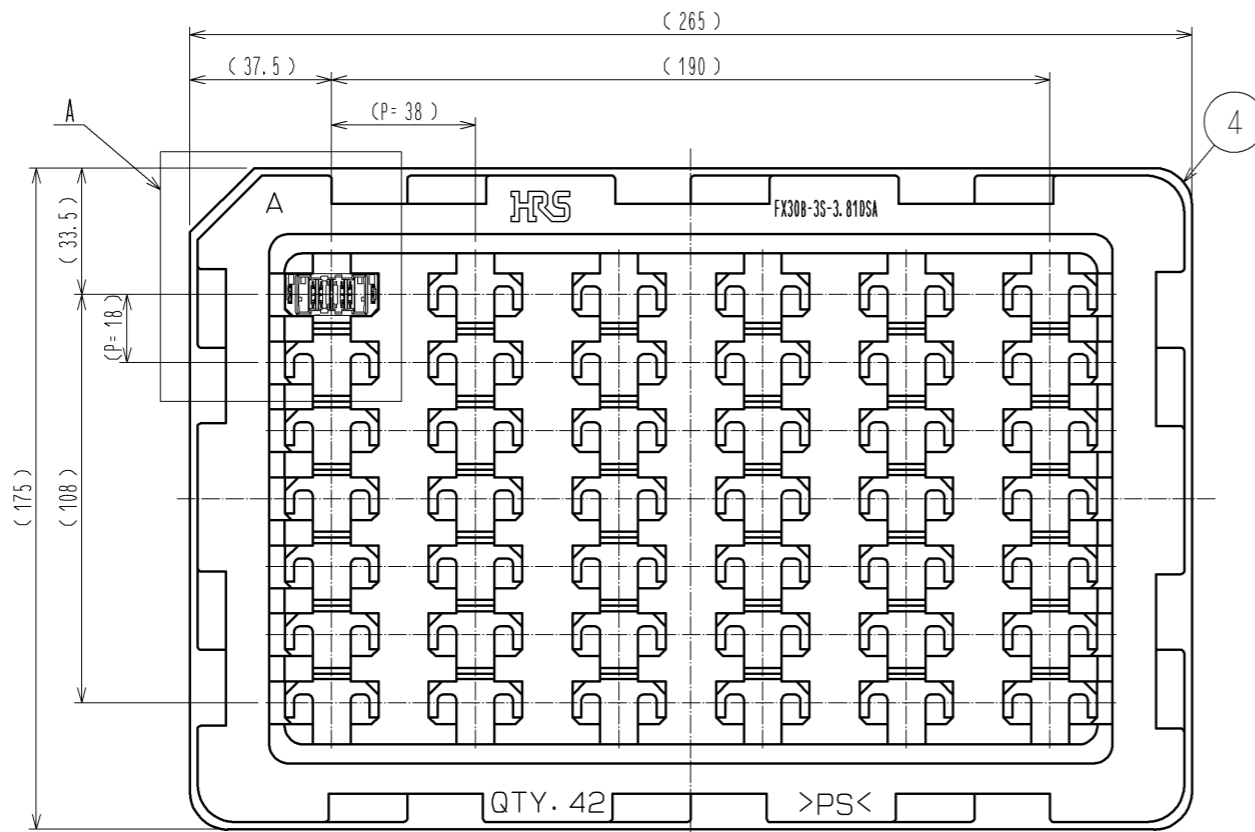 ( 265 )
( 37.5 )
( 190 )
(P= 38 )
A
4
( 33.5 )
A
HRS
FX30B-3S-3.81DSA
(P= 18)
( 175 )
( 108 )
QTY. 42
>PS<